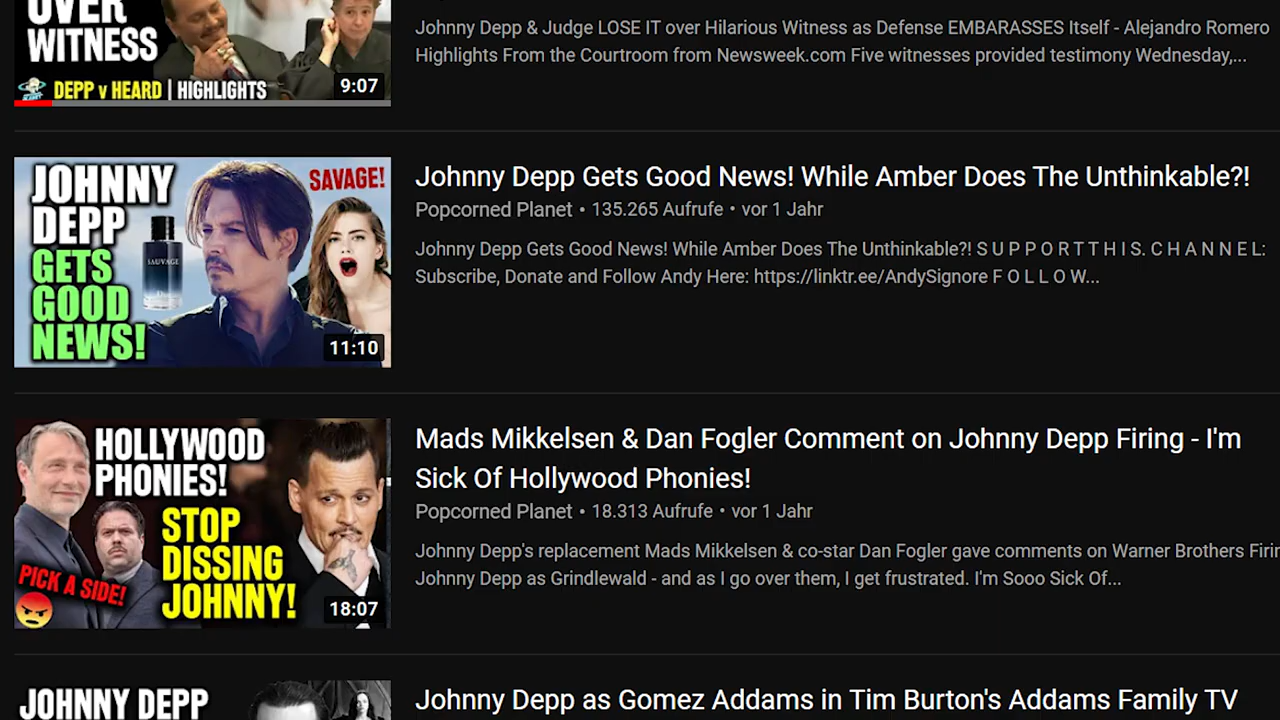 OVER
WITNESS
DEPP v HEARD | HIGHLIGHTS
9:07
Johnny Depp & Judge LOSE IT over Hilarious Witness as Defense EMBARASSES Itself - Alejandro Romero
Highlights From the Courtroom from Newsweek.com Five witnesses provided testimony Wednesday,...
JOHNNY
DEPP
GETS
GOOD
NEWS!
SAVAGE!
SAUVAGE
Dior
11:10
Johnny Depp Gets Good News! While Amber Does The Unthinkable?!
Popcorned Planet • 135.265 Aufrufe • vor 1 Jahr
Johnny Depp Gets Good News! While Amber Does The Unthinkable?! S U P P O R T T H I S. C H A N N E L:
Subscribe, Donate and Follow Andy Here: https://linktr.ee/AndySignore F O L L O W...
HOLLYWOOD
PHONIES!
STOP
DISSING
JOHNNY!
PICK A SIDE!
18:07
Mads Mikkelsen & Dan Fogler Comment on Johnny Depp Firing - I'm
Sick Of Hollywood Phonies!
Popcorned Planet • 18.313 Aufrufe • vor 1 Jahr
Johnny Depp's replacement Mads Mikkelsen & co-star Dan Fogler gave comments on Warner Brothers Firin
Johnny Depp as Grindlewald - and as I go over them, I get frustrated. I'm Sooo Sick Of...
JOHNNY DEPP
Johnny Depp as Gomez Addams in Tim Burton's Addams Family TV